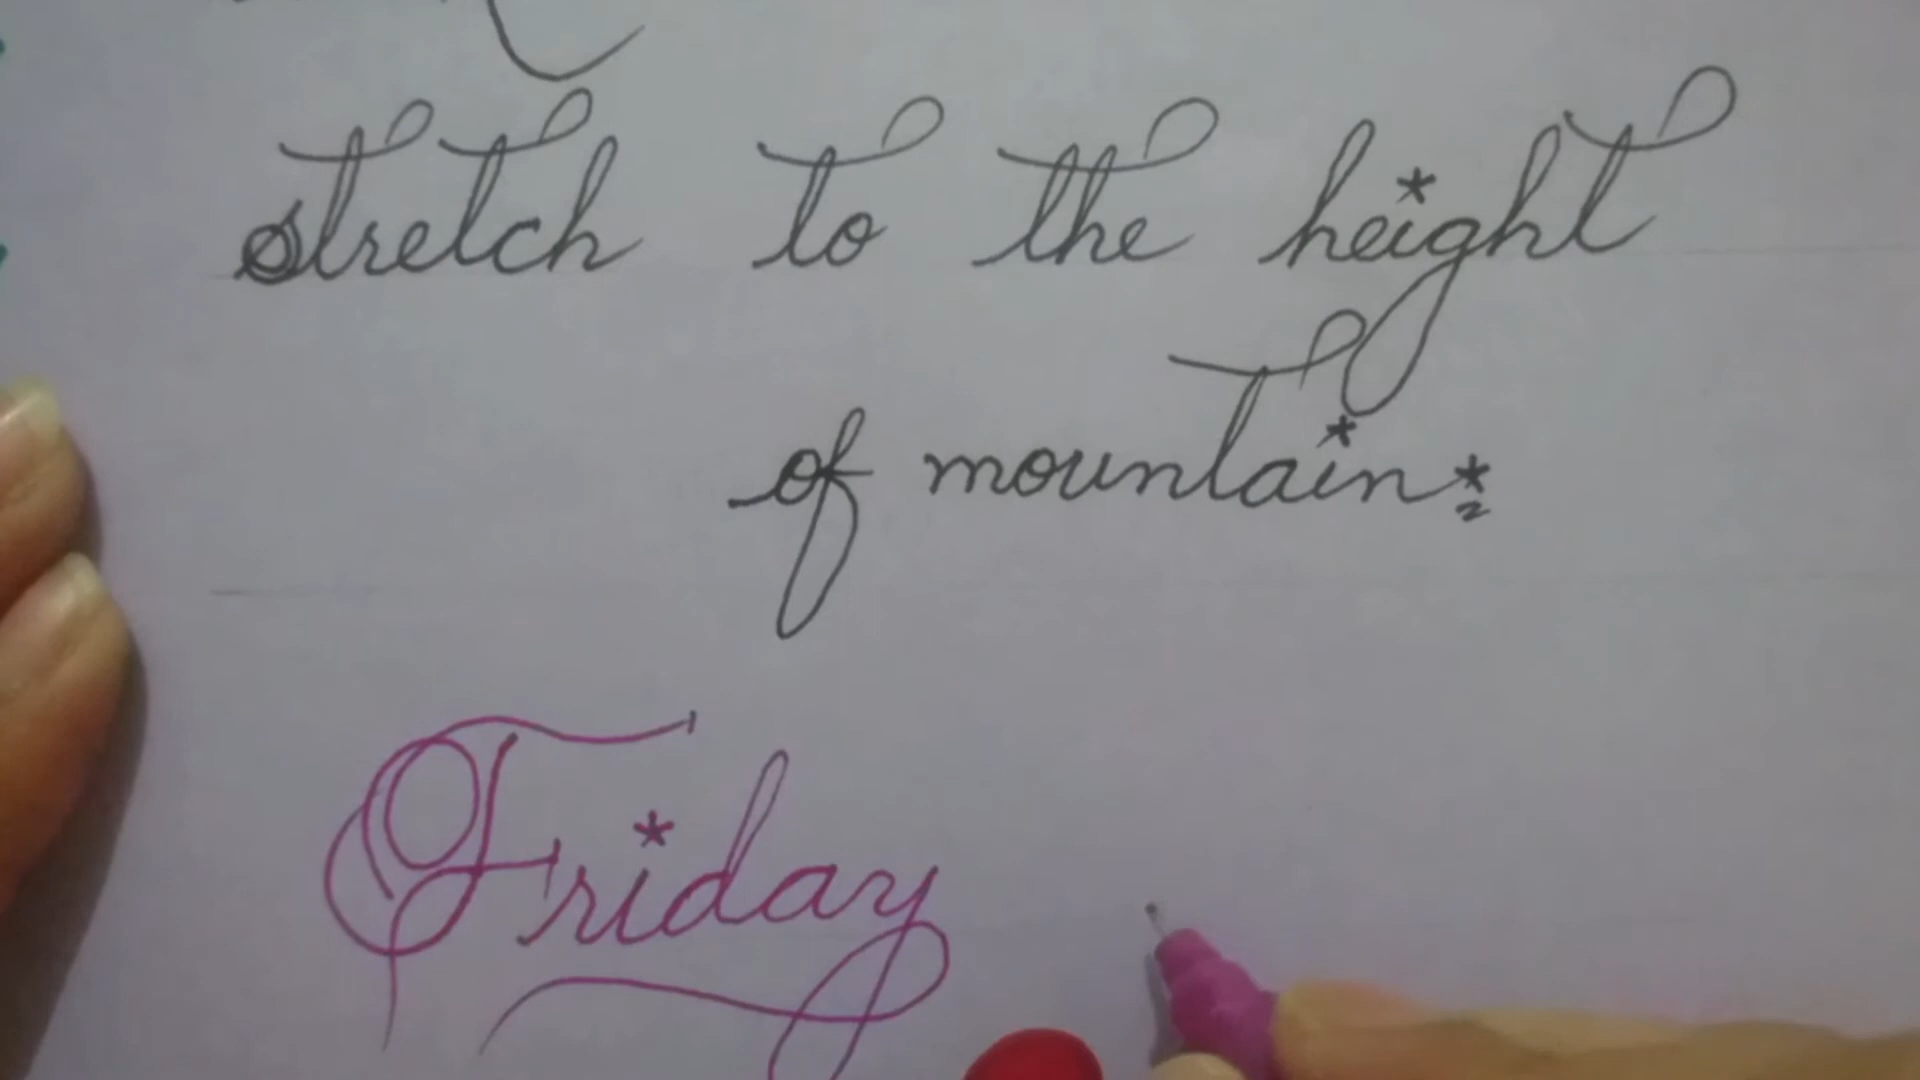 stretch to the height
of mountain.
Friday